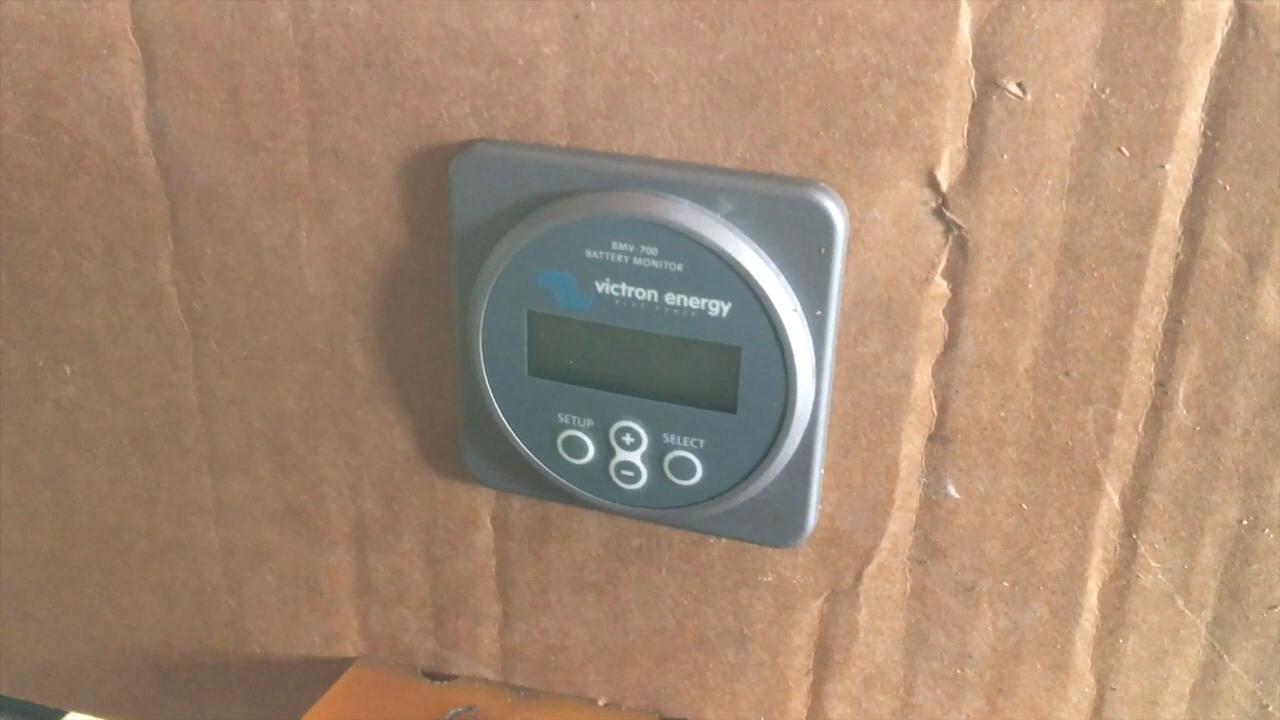 BMV-700
BATTERY MONITOR
victron energy
BLUE POWER
SETUP
+
SELECT
-